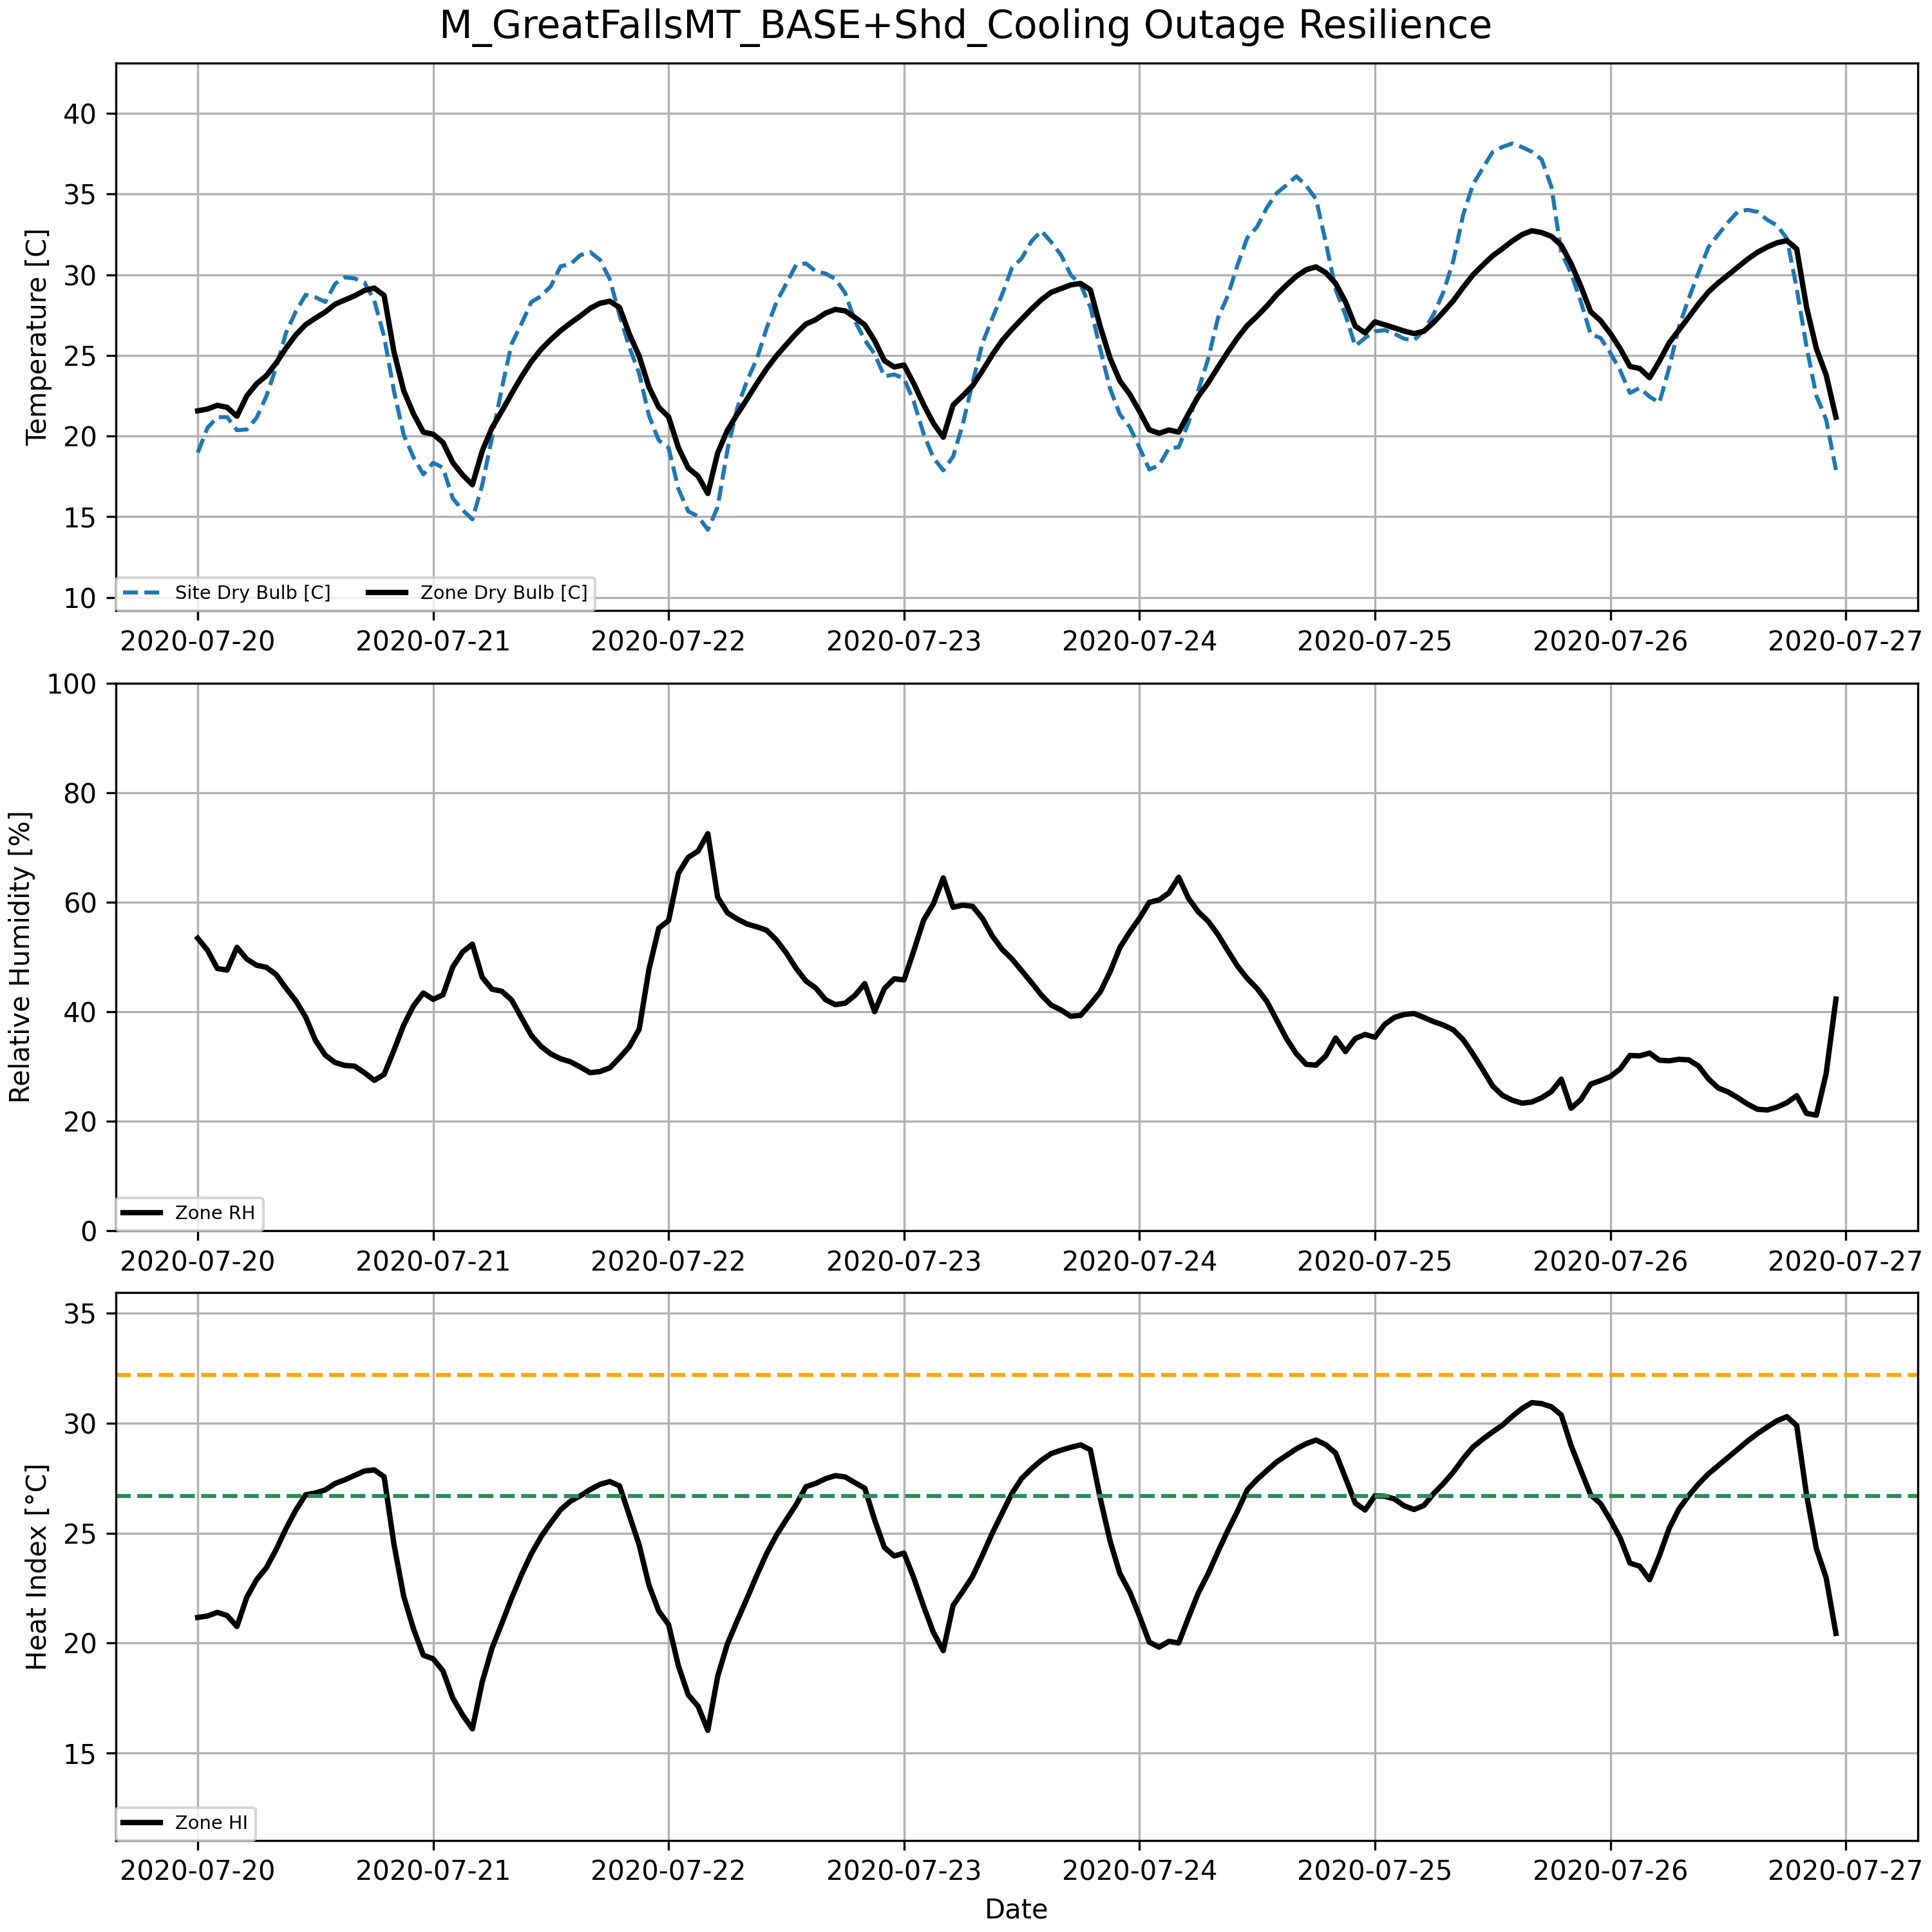 M_GreatFallsMT_BASE+Shd_Cooling Outage Resilience
Temperature [C]
40
35
30
25
20
15
10
Site Dry Bulb [C] Zone Dry Bulb [C]
2020-07-20 2020-07-21 2020-07-22 2020-07-23 2020-07-24 2020-07-25 2020-07-26 2020-07-27
Relative Humidity [%]
100
80
60
40
20
0
Zone RH
2020-07-20 2020-07-21 2020-07-22 2020-07-23 2020-07-24 2020-07-25 2020-07-26 2020-07-27
Heat Index [°C]
35
30
25
20
15
Zone HI
2020-07-20 2020-07-21 2020-07-22 2020-07-23 2020-07-24 2020-07-25 2020-07-26 2020-07-27
Date